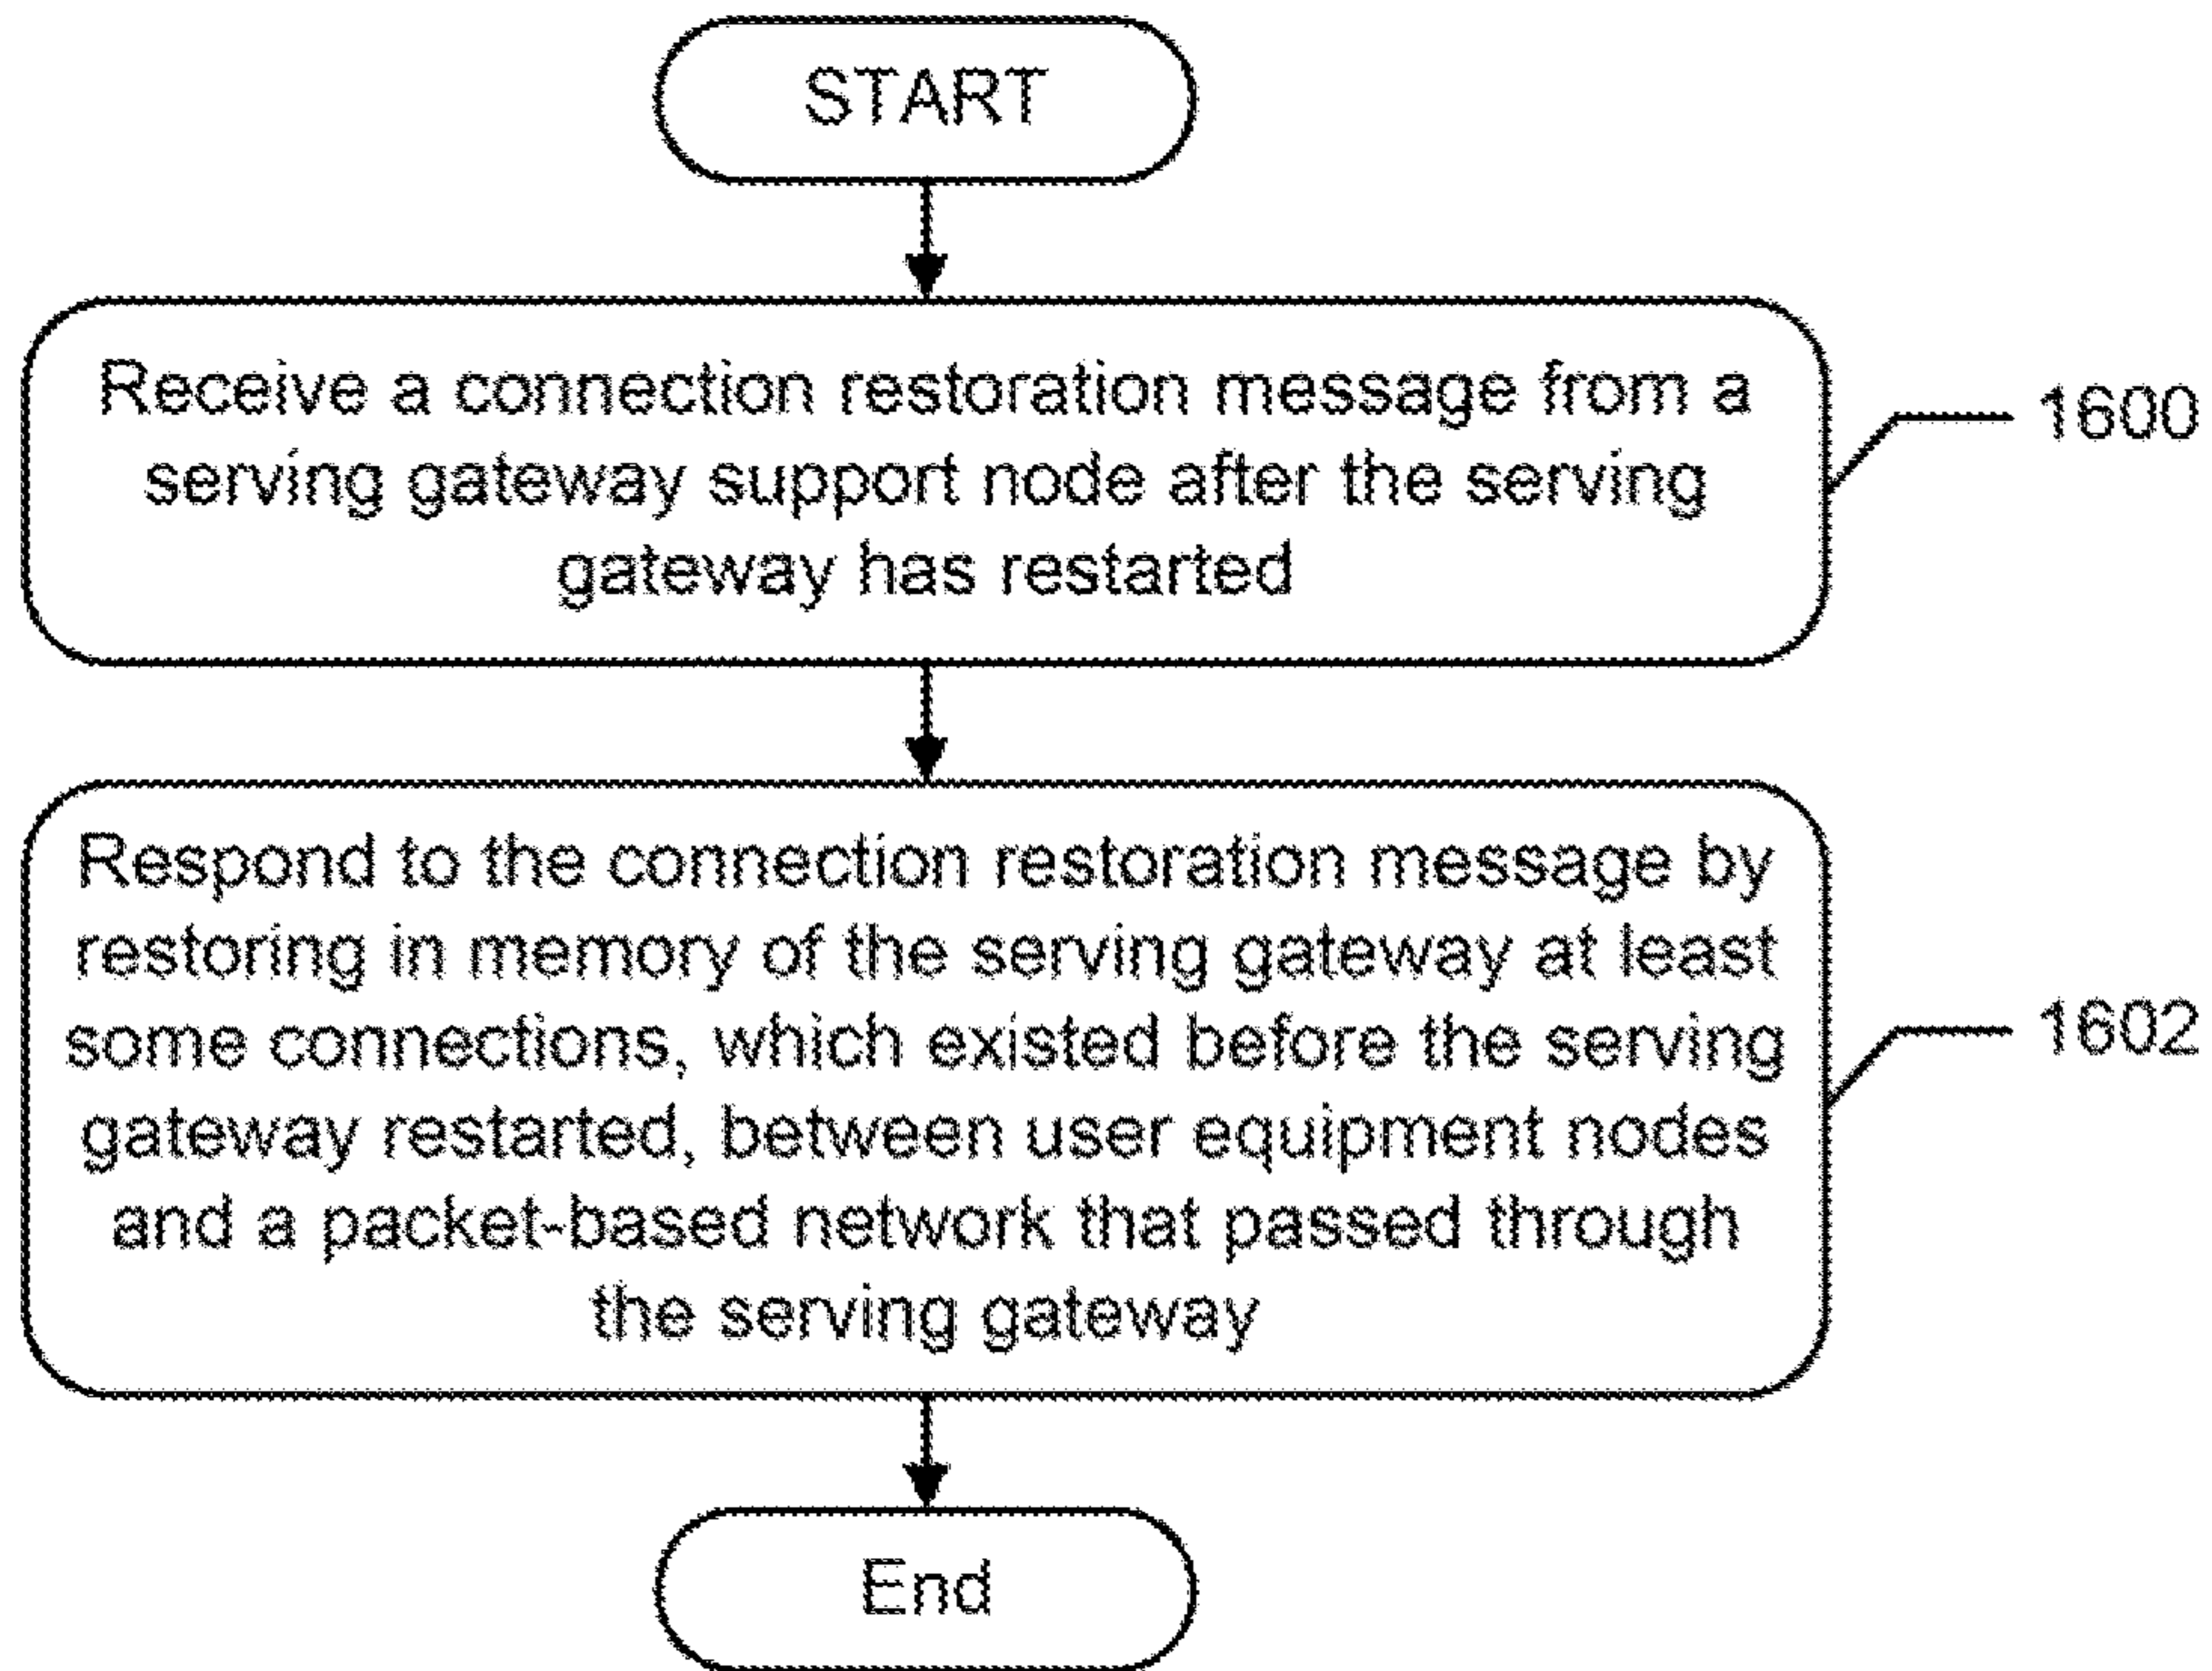 START
Receive a connection restoration message from a
serving gateway support node after the serving
gateway has restarted
1600
Respond to the connection restoration message by
restoring in memory of the serving gateway at least
some connections, which existed before the serving
gateway restarted, between user equipment nodes
and a packet-based network that passed through
the serving gateway
1602
End